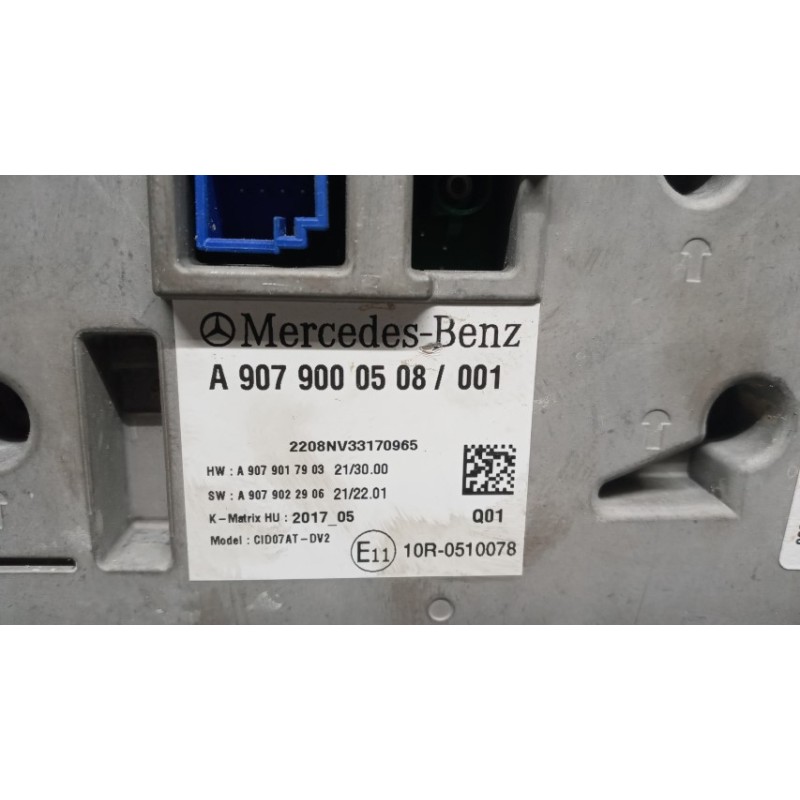 Mercedes-Benz
A 907 900 05 08 / 001
2208NV33170965
HW : A 907 901 79 03 21/30.00
SW : A 907 902 29 06 21/22.01
K-Matrix HU : 2017_05 Q01
Model : CID07AT-DV2
E11 10R-0510078